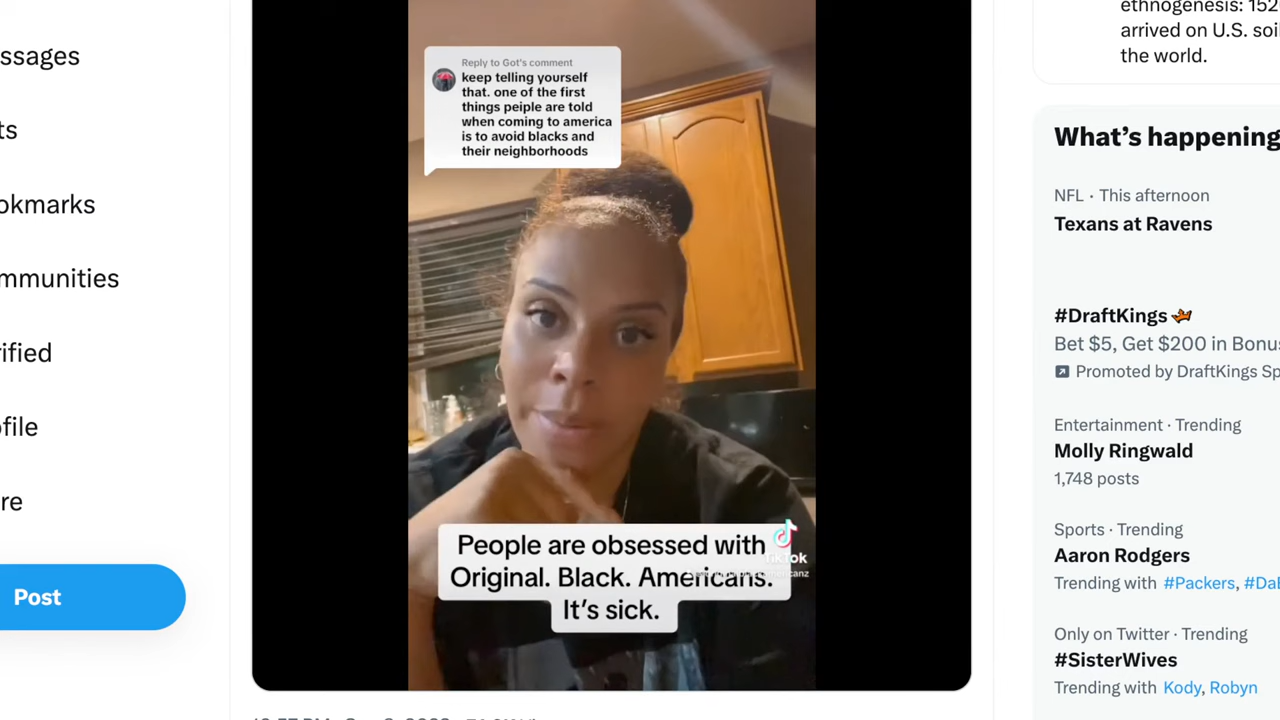 ssages
ts
okmarks
mmunities
rified
ofile
re
Post
Reply to Got's comment
keep telling yourself
that. one of the first
things peiple are told
when coming to america
is to avoid blacks and
their neighborhoods
People are obsessed with
Original. Black. Americans.
It's sick.
TikTok
ethnogenesis: 152
arrived on U.S. soi
the world.
What's happening
NFL · This afternoon
Texans at Ravens
#DraftKings
Bet $5, Get $200 in Bonus
Promoted by DraftKings Sp
Entertainment · Trending
Molly Ringwald
1,748 posts
Sports · Trending
Aaron Rodgers
Trending with #Packers, #DaB
Only on Twitter · Trending
#SisterWives
Trending with Kody, Robyn